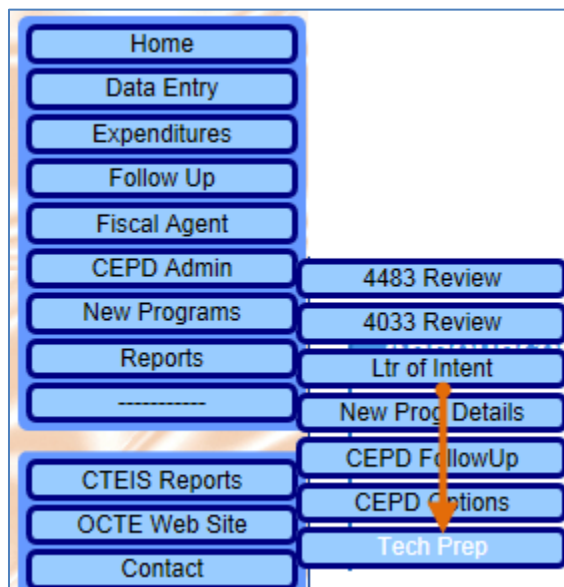 Home
Data Entry
Expenditures
Follow Up
Fiscal Agent
CEPD Admin
New Programs
Reports
-----------
CTEIS Reports
OCTE Web Site
Contact
4483 Review
4033 Review
Ltr of Intent
New Prog Details
CEPD FollowUp
CEPD Options
Tech Prep